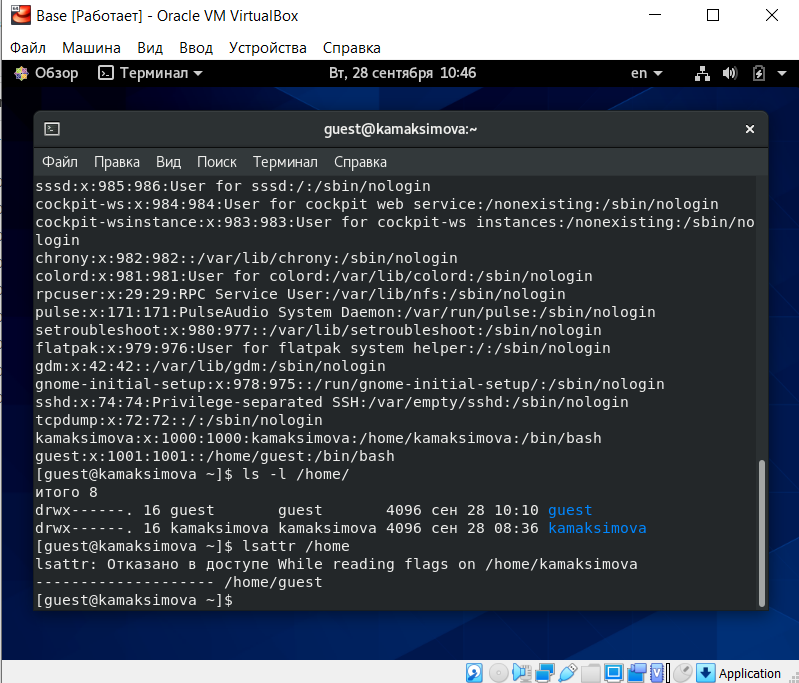 Base [Работает] - Oracle VM VirtualBox
Файл Машина Вид Ввод Устройства Справка
Обзор Терминал Вт, 28 сентября 10:46 en
guest@kamaksimova:~
Файл Правка Вид Поиск Терминал Справка
sssd:x:985:986:User for sssd:/:/sbin/nologin
cockpit-ws:x:984:984:User for cockpit web service:/nonexisting:/sbin/nologin
cockpit-wsinstance:x:983:983:User for cockpit-ws instances:/nonexisting:/sbin/no
login
chrony:x:982:982::/var/lib/chrony:/sbin/nologin
colord:x:981:981:User for colord:/var/lib/colord:/sbin/nologin
rpcuser:x:29:29:RPC Service User:/var/lib/nfs:/sbin/nologin
pulse:x:171:171:PulseAudio System Daemon:/var/run/pulse:/sbin/nologin
setroubleshoot:x:980:977::/var/lib/setroubleshoot:/sbin/nologin
flatpak:x:979:976:User for flatpak system helper:/:/sbin/nologin
gdm:x:42:42::/var/lib/gdm:/sbin/nologin
gnome-initial-setup:x:978:975::/run/gnome-initial-setup/:/sbin/nologin
sshd:x:74:74:Privilege-separated SSH:/var/empty/sshd:/sbin/nologin
tcpdump:x:72:72::/:/sbin/nologin
kamaksimova:x:1000:1000:kamaksimova:/home/kamaksimova:/bin/bash
guest:x:1001:1001::/home/guest:/bin/bash
[guest@kamaksimova ~]$ ls -l /home/
итого 8
drwx------. 16 guest       guest       4096 сен 28 10:10 guest
drwx------. 16 kamaksimova kamaksimova 4096 сен 28 08:36 kamaksimova
[guest@kamaksimova ~]$ lsattr /home
lsattr: Отказано в доступе While reading flags on /home/kamaksimova
-------------------- /home/guest
[guest@kamaksimova ~]$
Application